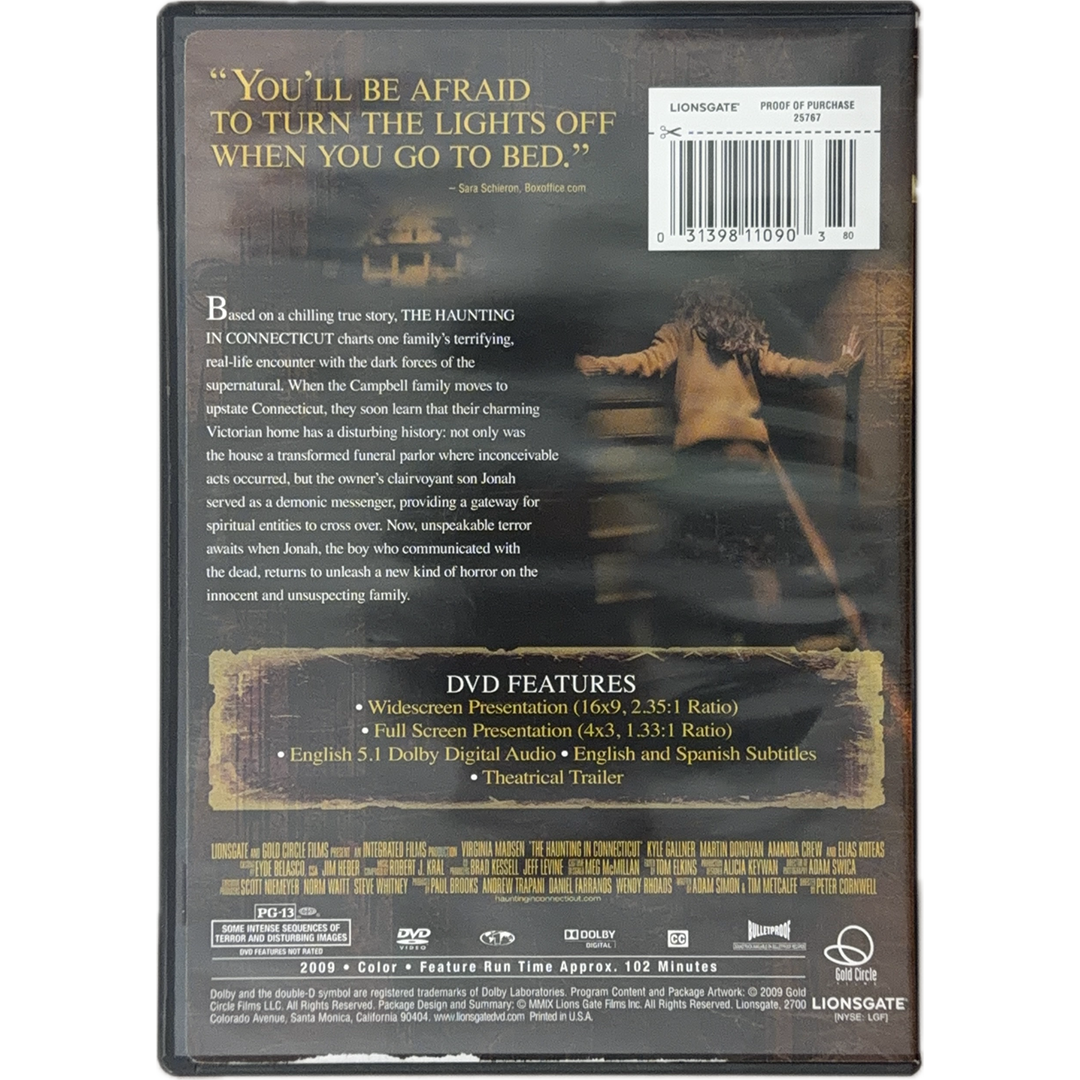 “YOU’LL BE AFRAID
TO TURN THE LIGHTS OFF
WHEN YOU GO TO BED.”
– Sara Schieron, Boxoffice.com
LIONSGATE® PROOF OF PURCHASE
25767
0 31398 11090 3 80
Based on a chilling true story, THE HAUNTING
IN CONNECTICUT charts one family’s terrifying,
real-life encounter with the dark forces of the
supernatural. When the Campbell family moves to
upstate Connecticut, they soon learn that their charming
Victorian home has a disturbing history: not only was
the house a transformed funeral parlor where inconceivable
acts occurred, but the owner’s clairvoyant son Jonah
served as a demonic messenger, providing a gateway for
spiritual entities to cross over. Now, unspeakable terror
awaits when Jonah, the boy who communicated with
the dead, returns to unleash a new kind of horror on the
innocent and unsuspecting family.
DVD FEATURES
• Widescreen Presentation (16x9, 2.35:1 Ratio)
• Full Screen Presentation (4x3, 1.33:1 Ratio)
• English 5.1 Dolby Digital Audio • English and Spanish Subtitles
• Theatrical Trailer
LIONSGATE AND GOLD CIRCLE FILMS PRESENT AN INTEGRATED FILMS PRODUCTION VIRGINIA MADSEN "THE HAUNTING IN CONNECTICUT" KYLE GALLNER MARTIN DONOVAN AMANDA CREW AND ELIAS KOTEAS
EYDE BELASCO, CSA JIM HEBER ROBERT J. KRAL BRAD KESSELL JEFF LEVINE MEG McMILLAN TOM ELKINS ALICIA KEYWAN ADAM SWICA
SCOTT NIEMEYER NORM WAITT STEVE WHITNEY PAUL BROOKS ANDREW TRAPANI DANIEL FARRANDS WENDY RHOADS ADAM SIMON & TIM METCALFE PETER CORNWELL
hauntinginconnecticut.com
PG-13
SOME INTENSE SEQUENCES OF
TERROR AND DISTURBING IMAGES
DVD FEATURES NOT RATED
DVD VIDEO
DOLBY DIGITAL
CC
BULLETPROOF
2009 • Color • Feature Run Time Approx. 102 Minutes
Gold Circle
FILMS
Dolby and the double-D symbol are registered trademarks of Dolby Laboratories. Program Content and Package Artwork: © 2009 Gold
Circle Films LLC. All Rights Reserved. Package Design and Summary: © MMIX Lions Gate Films Inc. All Rights Reserved. Lionsgate, 2700
Colorado Avenue, Santa Monica, California 90404. www.lionsgatedvd.com Printed in U.S.A.
LIONSGATE®
[NYSE: LGF]